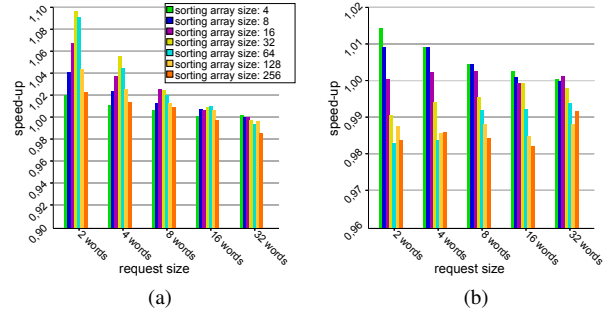 speed-up
1,10
1,08
1,06
1,04
1,02
1,00
0,98
0,96
0,94
0,92
0,90
sorting array size: 4
sorting array size: 8
sorting array size: 16
sorting array size: 32
sorting array size: 64
sorting array size: 128
sorting array size: 256
2 words
4 words
8 words
16 words
32 words
request size
(a)
speed-up
1,02
1,01
1,00
0,99
0,98
0,97
0,96
2 words
4 words
8 words
16 words
32 words
request size
(b)